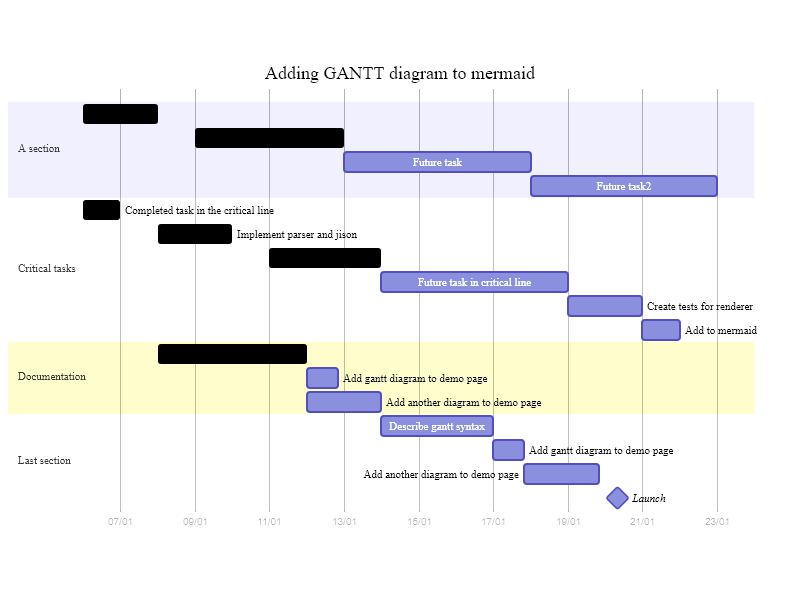 Adding GANTT diagram to mermaid
A section
Future task
Future task2
Critical tasks
Completed task in the critical line
Implement parser and jison
Future task in critical line
Create tests for renderer
Add to mermaid
Documentation
Add gantt diagram to demo page
Add another diagram to demo page
Last section
Describe gantt syntax
Add gantt diagram to demo page
Add another diagram to demo page
Launch
07/01 09/01 11/01 13/01 15/01 17/01 19/01 21/01 23/01